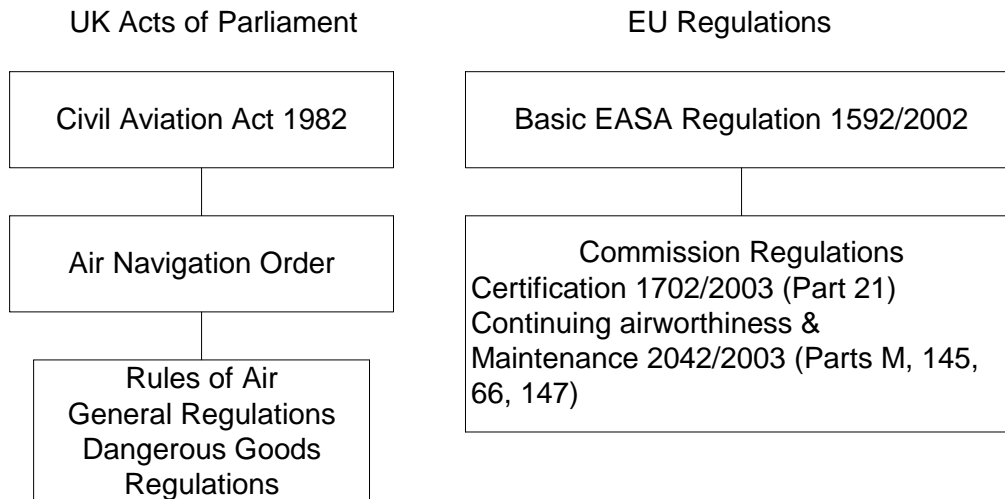 UK Acts of Parliament
Civil Aviation Act 1982
Air Navigation Order
Rules of Air
General Regulations
Dangerous Goods
Regulations
EU Regulations
Basic EASA Regulation 1592/2002
Commission Regulations
Certification 1702/2003 (Part 21)
Continuing airworthiness &
Maintenance 2042/2003 (Parts M, 145,
66, 147)